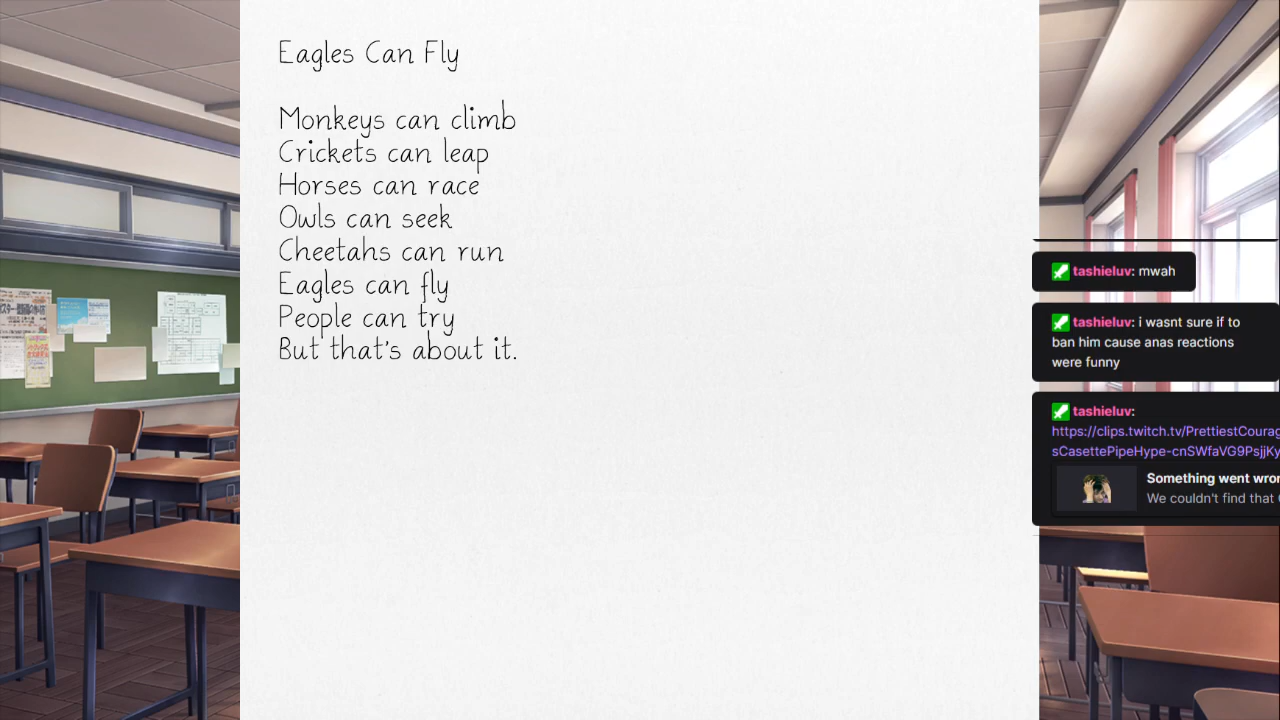 Eagles Can Fly
Monkeys can climb
Crickets can leap
Horses can race
Owls can seek
Cheetahs can run
Eagles can fly
People can try
But that's about it.
tashieluv: mwah
tashieluv: i wasnt sure if to
ban him cause anas reactions
were funny
tashieluv:
https://clips.twitch.tv/PrettiestCourag
sCasettePipeHype-cnSWfaVG9PsjjKy
Something went wron
We couldn't find that